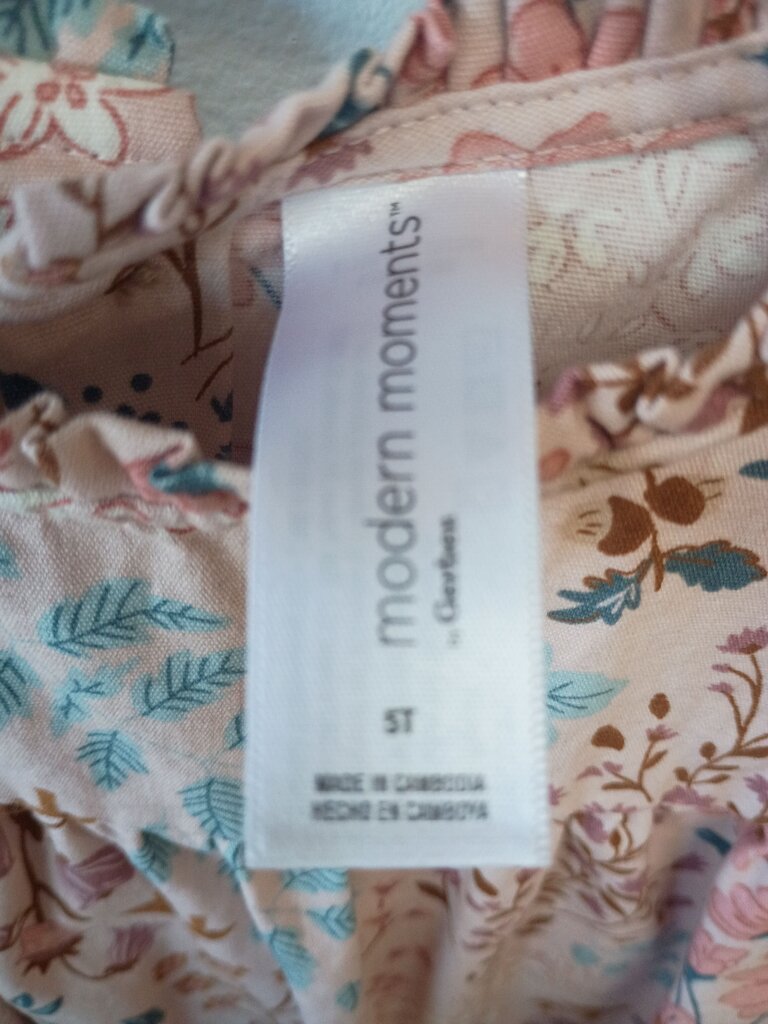 modern moments™
by Gerber
5T
MADE IN CAMBODIA
HECHO EN CAMBOYA